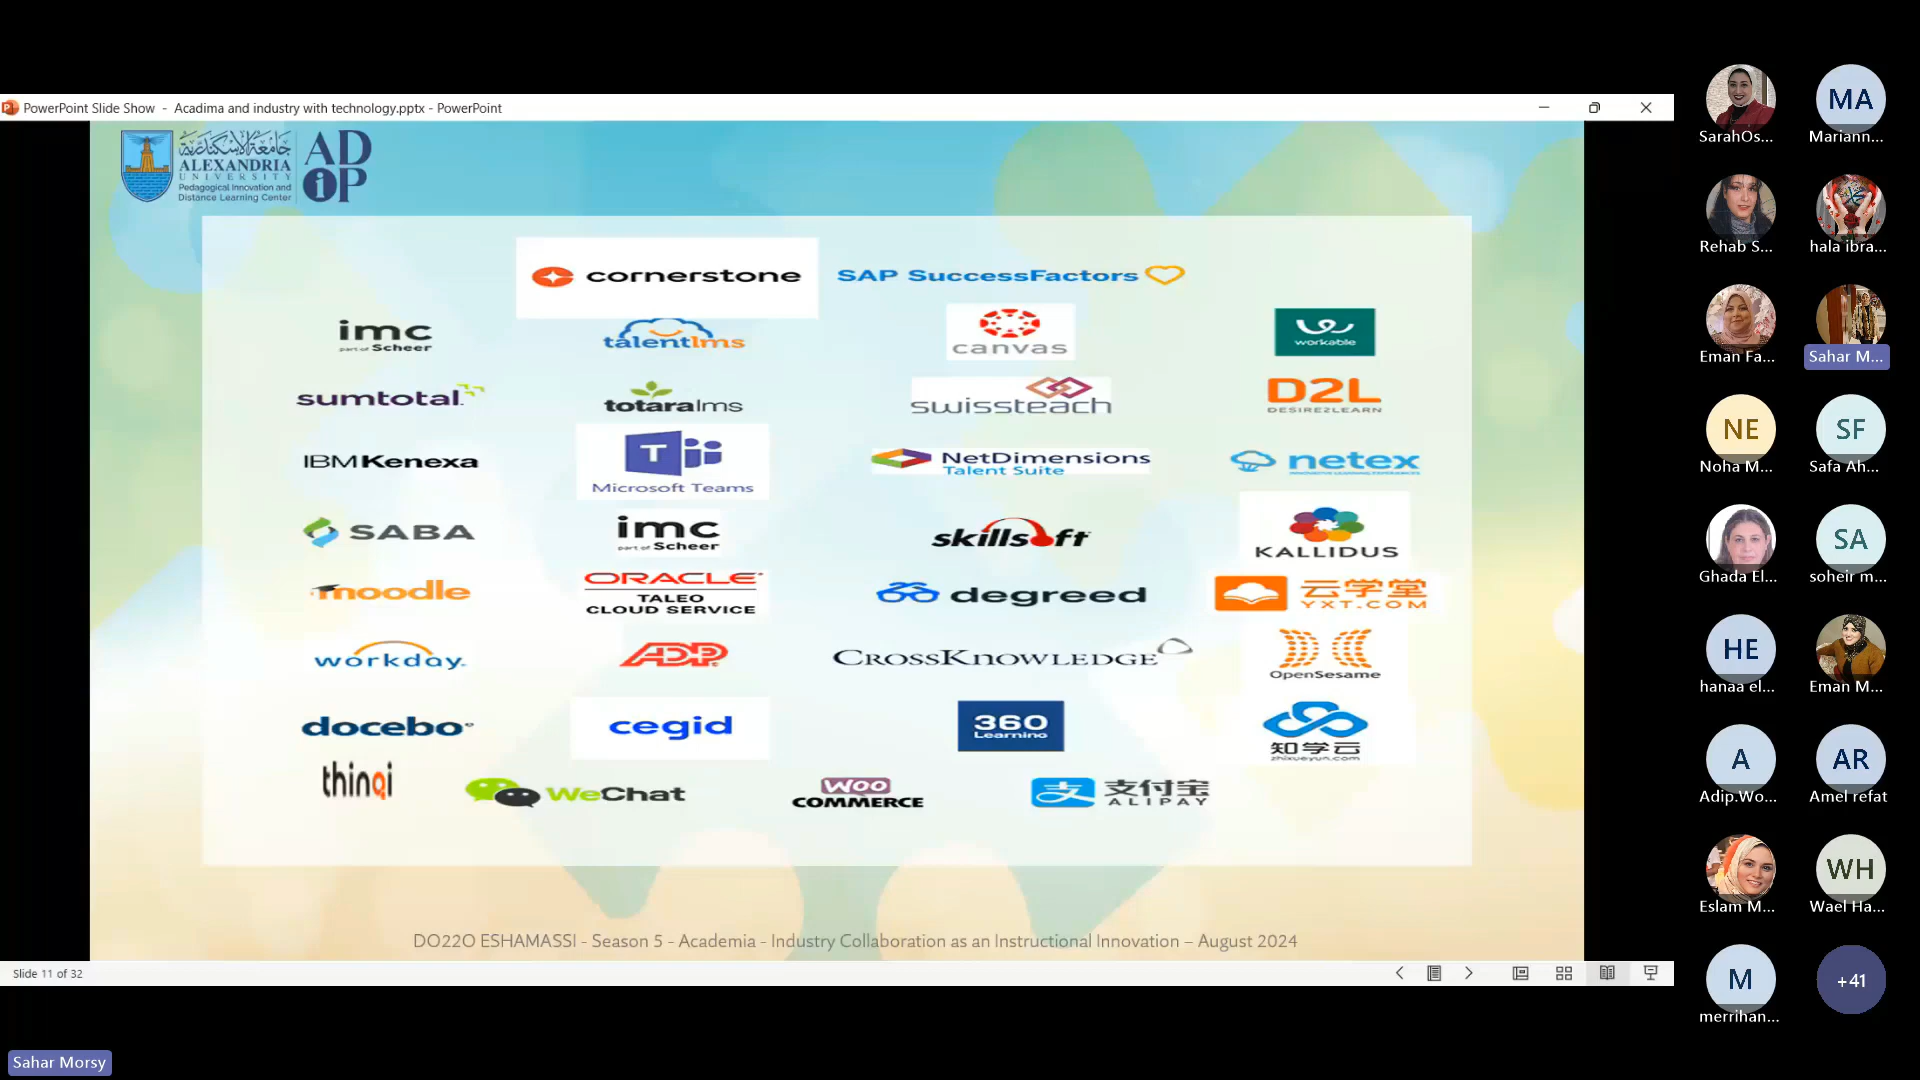 PowerPoint Slide Show - Acadima and industry with technology.pptx - PowerPoint
جامعة الإسكندرية
ALEXANDRIA
UNIVERSITY
Pedagogical Innovation and
Distance Learning Center
AD
iP
cornerstone
SAP SuccessFactors
imc
part of Scheer
talentlms
canvas
workable
sumtotal.
totaralms
swissteach
D2L
DESIRE2LEARN
IBM Kenexa
Microsoft Teams
NetDimensions
Talent Suite
netex
SABA
imc
part of Scheer
skillsoft
KALLIDUS
moodle
ORACLE
TALEO
CLOUD SERVICE
degreed
云学堂
YXT.COM
workday.
ADP
CROSSKNOWLEDGE
OpenSesame
docebo
cegid
360
Learning
知学云
zhixueyun.com
thinqi
WeChat
WOO
COMMERCE
支付宝
ALIPAY
DO22O ESHAMASSI - Season 5 - Academia - Industry Collaboration as an Instructional Innovation – August 2024
Slide 11 of 32
SarahOs...
MA
Mariann...
Rehab S...
hala ibra...
Eman Fa...
Sahar M...
NE
Noha M...
SF
Safa Ah...
Ghada El...
SA
soheir m...
HE
hanaa el...
Eman M...
A
Adip.Wo...
AR
Amel refat
Eslam M...
WH
Wael Ha...
M
merrihan...
+41
Sahar Morsy